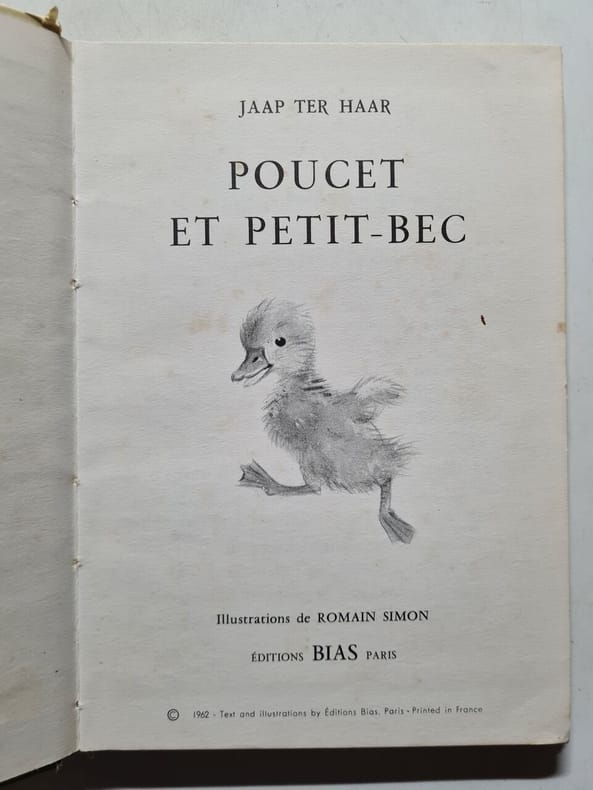 JAAP TER HAAR
POUCET
ET PETIT-BEC
Illustrations de ROMAIN SIMON
ÉDITIONS BIAS PARIS
© 1962 - Text and illustrations by Éditions Bias, Paris - Printed in France